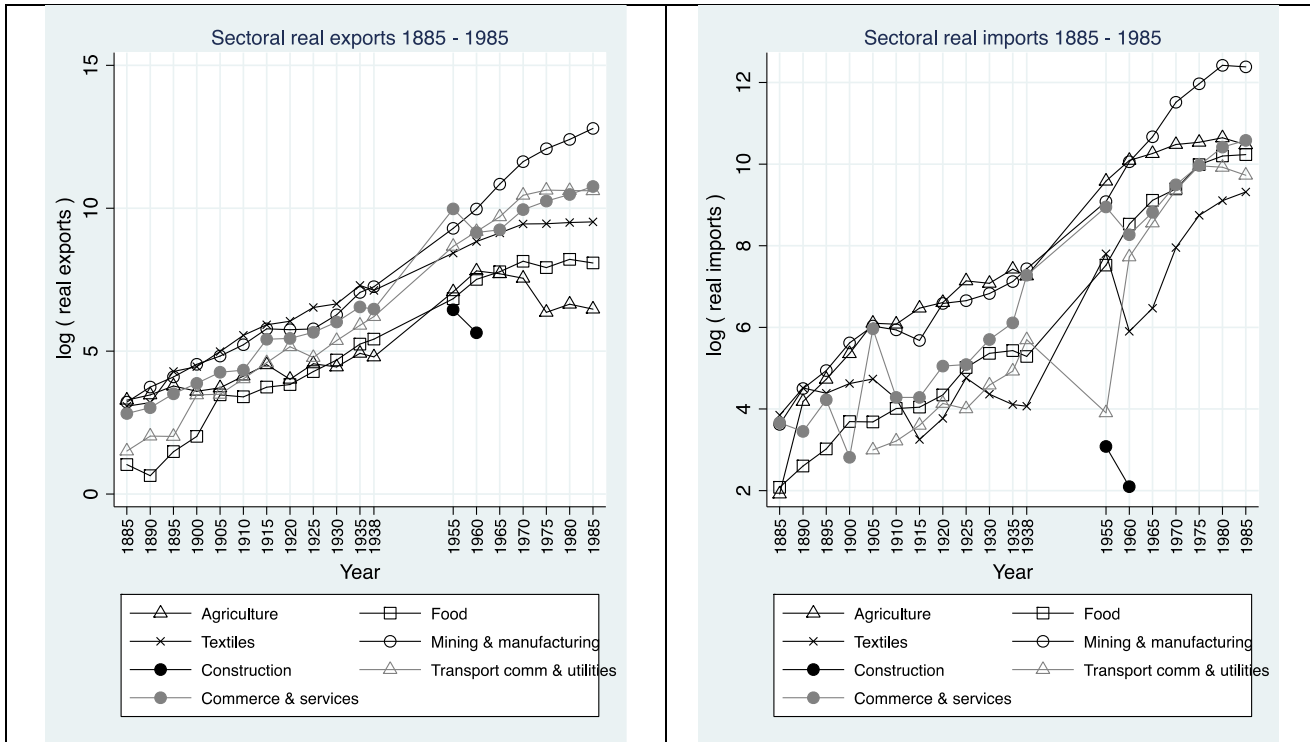 Sectoral real exports 1885 - 1985
log ( real exports )
15
10
5
0
1885 1890 1895 1900 1905 1910 1915 1920 1925 1930 1935 1938 1955 1960 1965 1970 1975 1980 1985
Year
Agriculture Food
Textiles Mining & manufacturing
Construction Transport comm & utilities
Commerce & services
Sectoral real imports 1885 - 1985
log ( real imports )
12
10
8
6
4
2
1885 1890 1895 1900 1905 1910 1915 1920 1925 1930 1935 1938 1955 1960 1965 1970 1975 1980 1985
Year
Agriculture Food
Textiles Mining & manufacturing
Construction Transport comm & utilities
Commerce & services